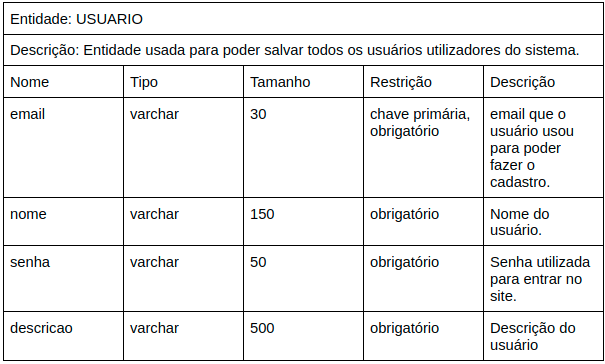 Entidade: USUARIO
Descrição: Entidade usada para poder salvar todos os usuários utilizadores do sistema.
Nome Tipo Tamanho Restrição Descrição
email varchar 30 chave primária, email que o
obrigatório usuário usou
para poder
fazer o
cadastro.
nome varchar 150 obrigatório Nome do
usuário.
senha varchar 50 obrigatório Senha utilizada
para entrar no
site.
descricao varchar 500 obrigatório Descrição do
usuário